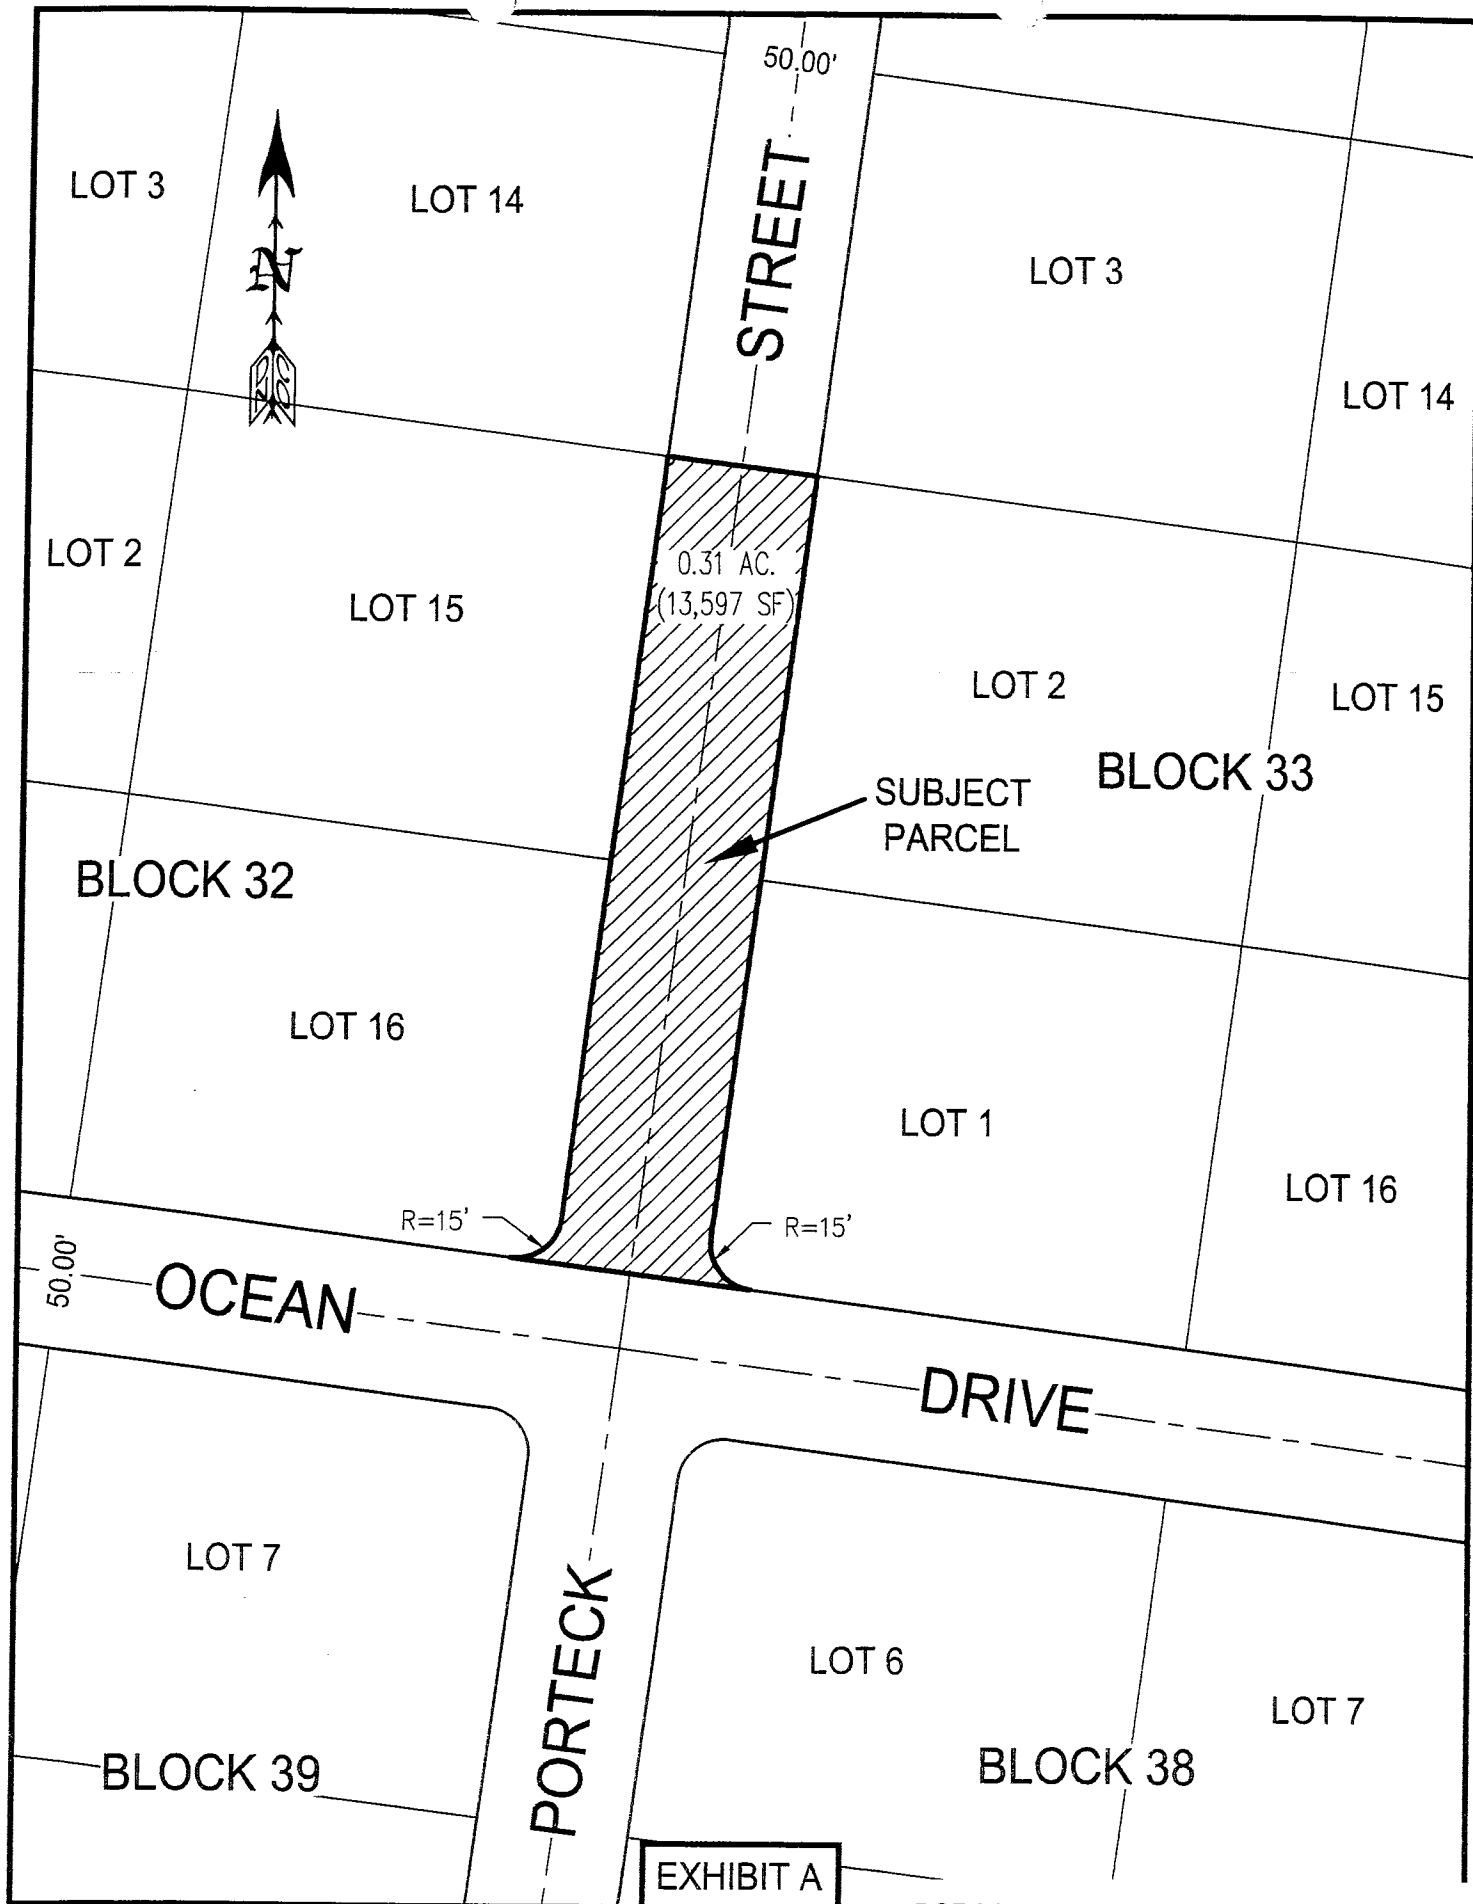 50.00'
STREET
LOT 3
LOT 14
N
LOT 3
LOT 14
LOT 2
LOT 15
0.31 AC.
(13,597 SF)
LOT 2
LOT 15
BLOCK 33
SUBJECT
PARCEL
BLOCK 32
LOT 16
LOT 1
LOT 16
R=15'
R=15'
50.00'
OCEAN
DRIVE
LOT 7
PORTECK
LOT 6
LOT 7
BLOCK 39
BLOCK 38
EXHIBIT A